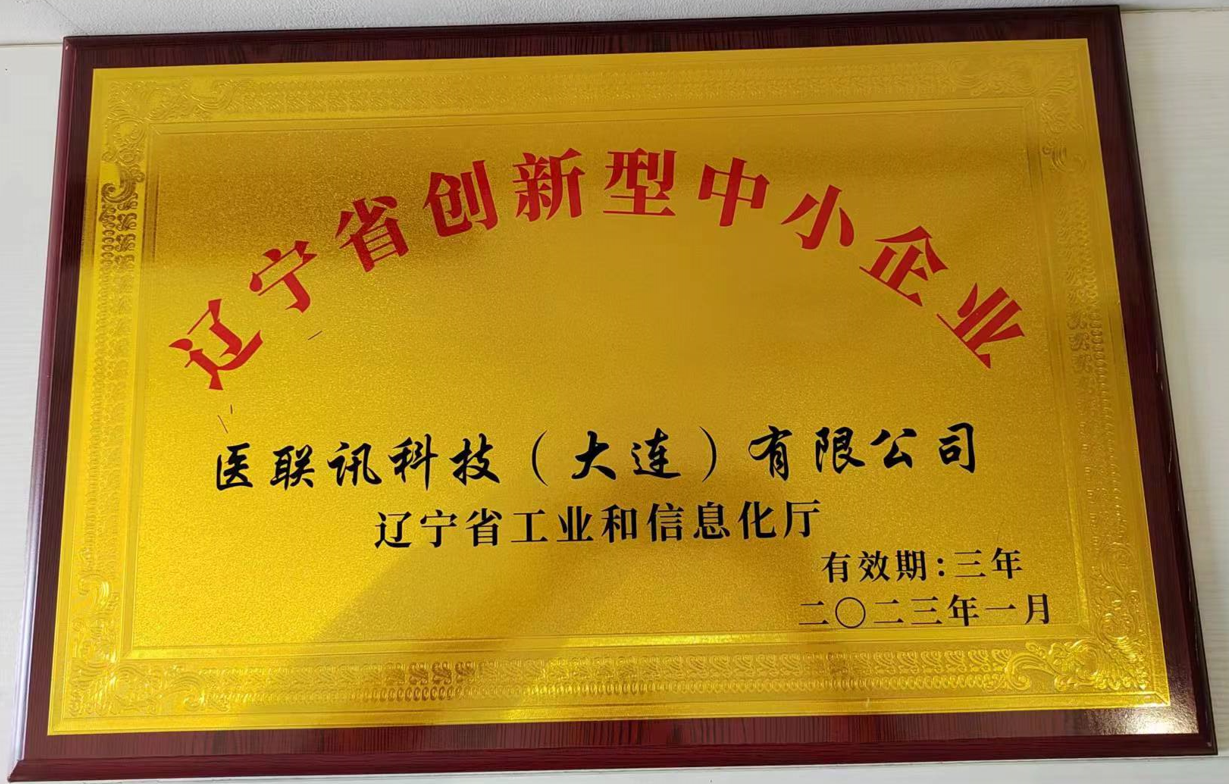 辽宁省创新型中小企业
医联讯科技（大连）有限公司
辽宁省工业和信息化厅
有效期:三年
二〇二三年一月